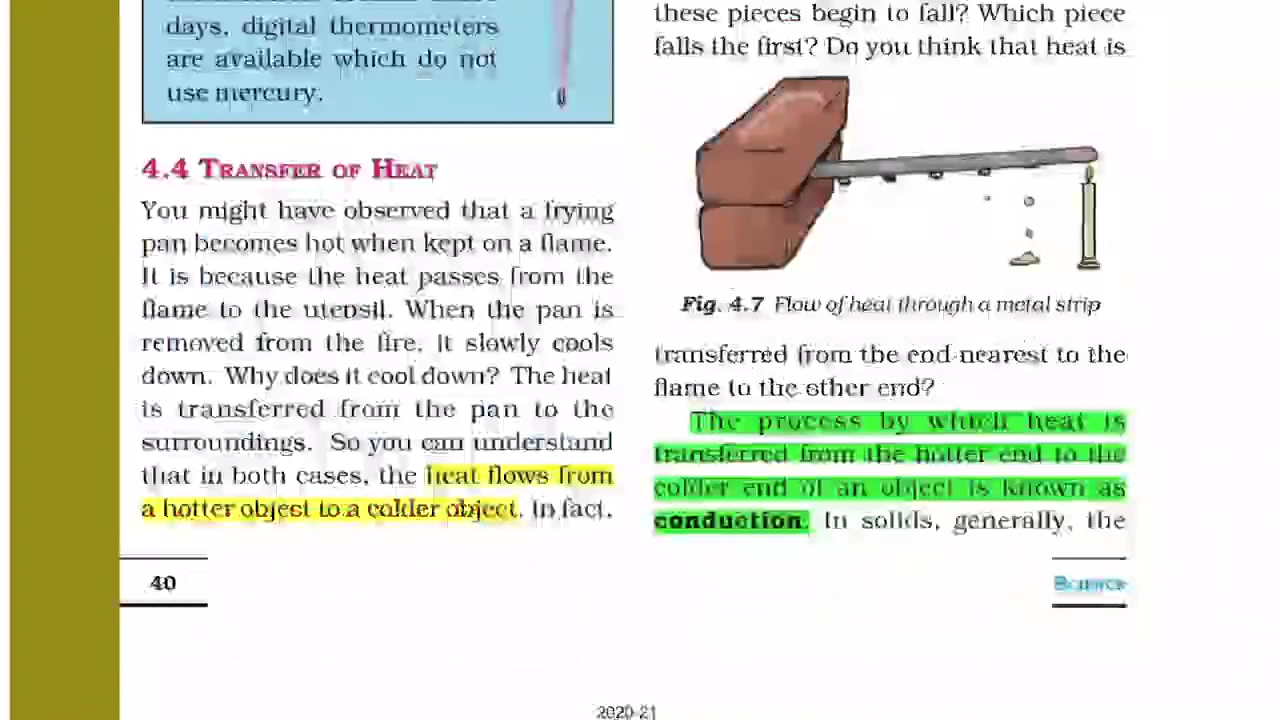 days, digital thermometers
are available which do not
use mercury.
4.4 TRANSFER OF HEAT
You might have observed that a frying
pan becomes hot when kept on a flame.
It is because the heat passes from the
flame to the utensil. When the pan is
removed from the fire, it slowly cools
down. Why does it cool down? The heat
is transferred from the pan to the
surroundings. So you can understand
that in both cases, the heat flows from
a hotter object to a colder object. In fact,
40
these pieces begin to fall? Which piece
falls the first? Do you think that heat is
Fig. 4.7 Flow of heat through a metal strip
transferred from the end nearest to the
flame to the other end?
The process by which heat is
transferred from the hotter end to the
colder end of an object is known as
conduction. In solids, generally, the
SCIENCE
2020-21